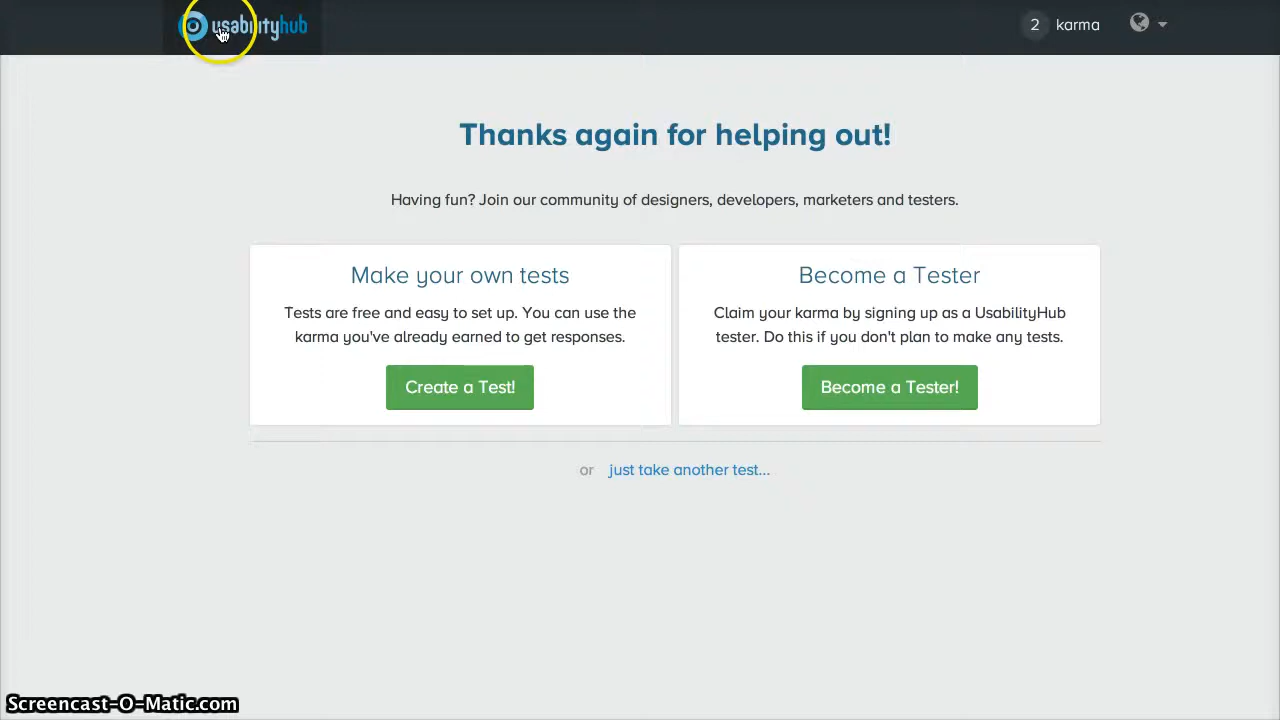 usabilityhub
2 karma
Thanks again for helping out!
Having fun? Join our community of designers, developers, marketers and testers.
Make your own tests
Tests are free and easy to set up. You can use the
karma you've already earned to get responses.
Create a Test!
Become a Tester
Claim your karma by signing up as a UsabilityHub
tester. Do this if you don't plan to make any tests.
Become a Tester!
or just take another test...
Screencast-O-Matic.com